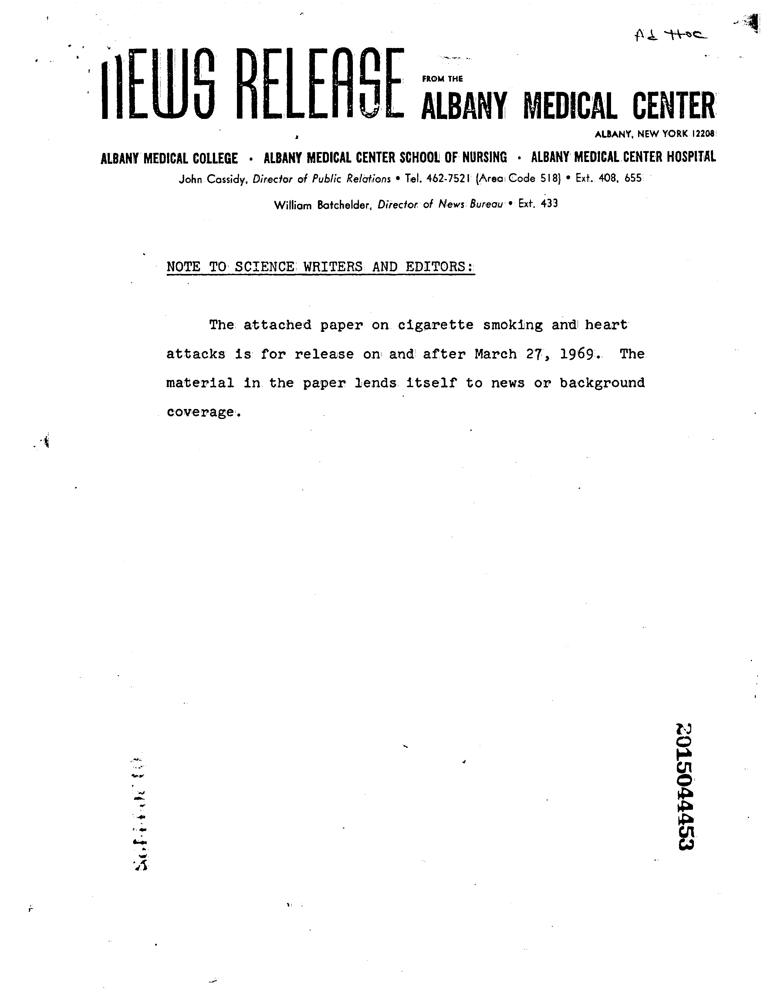 Ad Hoc
NEWS RELEASE FROM THE
ALBANY MEDICAL CENTER
ALBANY, NEW YORK 12208
ALBANY MEDICAL COLLEGE • ALBANY MEDICAL CENTER SCHOOL OF NURSING • ALBANY MEDICAL CENTER HOSPITAL
John Cassidy, Director of Public Relations • Tel. 462-7521 (Area Code 518) • Ext. 408, 655
William Batchelder, Director of News Bureau • Ext. 433
NOTE TO SCIENCE WRITERS AND EDITORS:
The attached paper on cigarette smoking and heart
attacks is for release on and after March 27, 1969. The
material in the paper lends itself to news or background
coverage.
2015044453